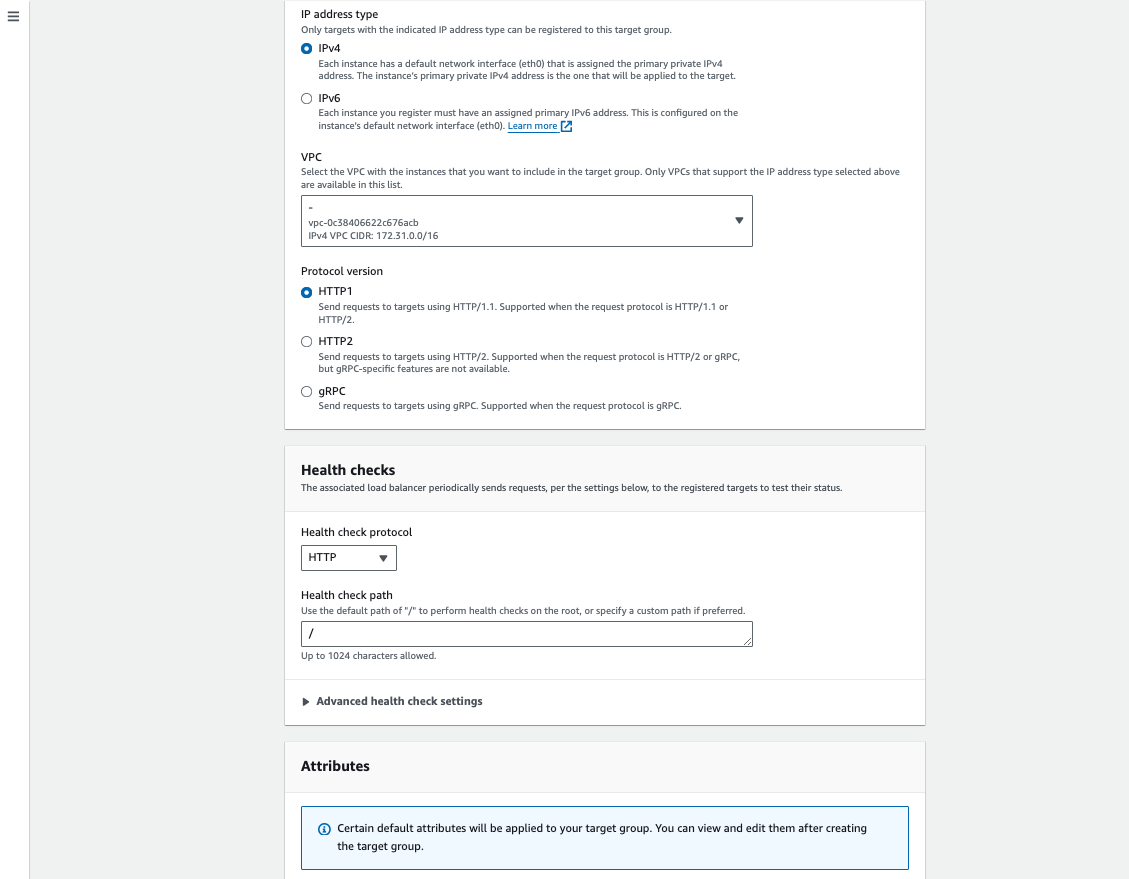 IP address type
Only targets with the indicated IP address type can be registered to this target group.
IPv4
Each instance has a default network interface (eth0) that is assigned the primary private IPv4
address. The instance's primary private IPv4 address is the one that will be applied to the target.
IPv6
Each instance you register must have an assigned primary IPv6 address. This is configured on the
instance's default network interface (eth0). Learn more
VPC
Select the VPC with the instances that you want to include in the target group. Only VPCs that support the IP address type selected above
are available in this list.
-
vpc-0c38406622c676acb
IPv4 VPC CIDR: 172.31.0.0/16
Protocol version
HTTP1
Send requests to targets using HTTP/1.1. Supported when the request protocol is HTTP/1.1 or
HTTP/2.
HTTP2
Send requests to targets using HTTP/2. Supported when the request protocol is HTTP/2 or gRPC,
but gRPC-specific features are not available.
gRPC
Send requests to targets using gRPC. Supported when the request protocol is gRPC.
Health checks
The associated load balancer periodically sends requests, per the settings below, to the registered targets to test their status.
Health check protocol
HTTP
Health check path
Use the default path of "/" to perform health checks on the root, or specify a custom path if preferred.
/
Up to 1024 characters allowed.
Advanced health check settings
Attributes
Certain default attributes will be applied to your target group. You can view and edit them after creating
the target group.